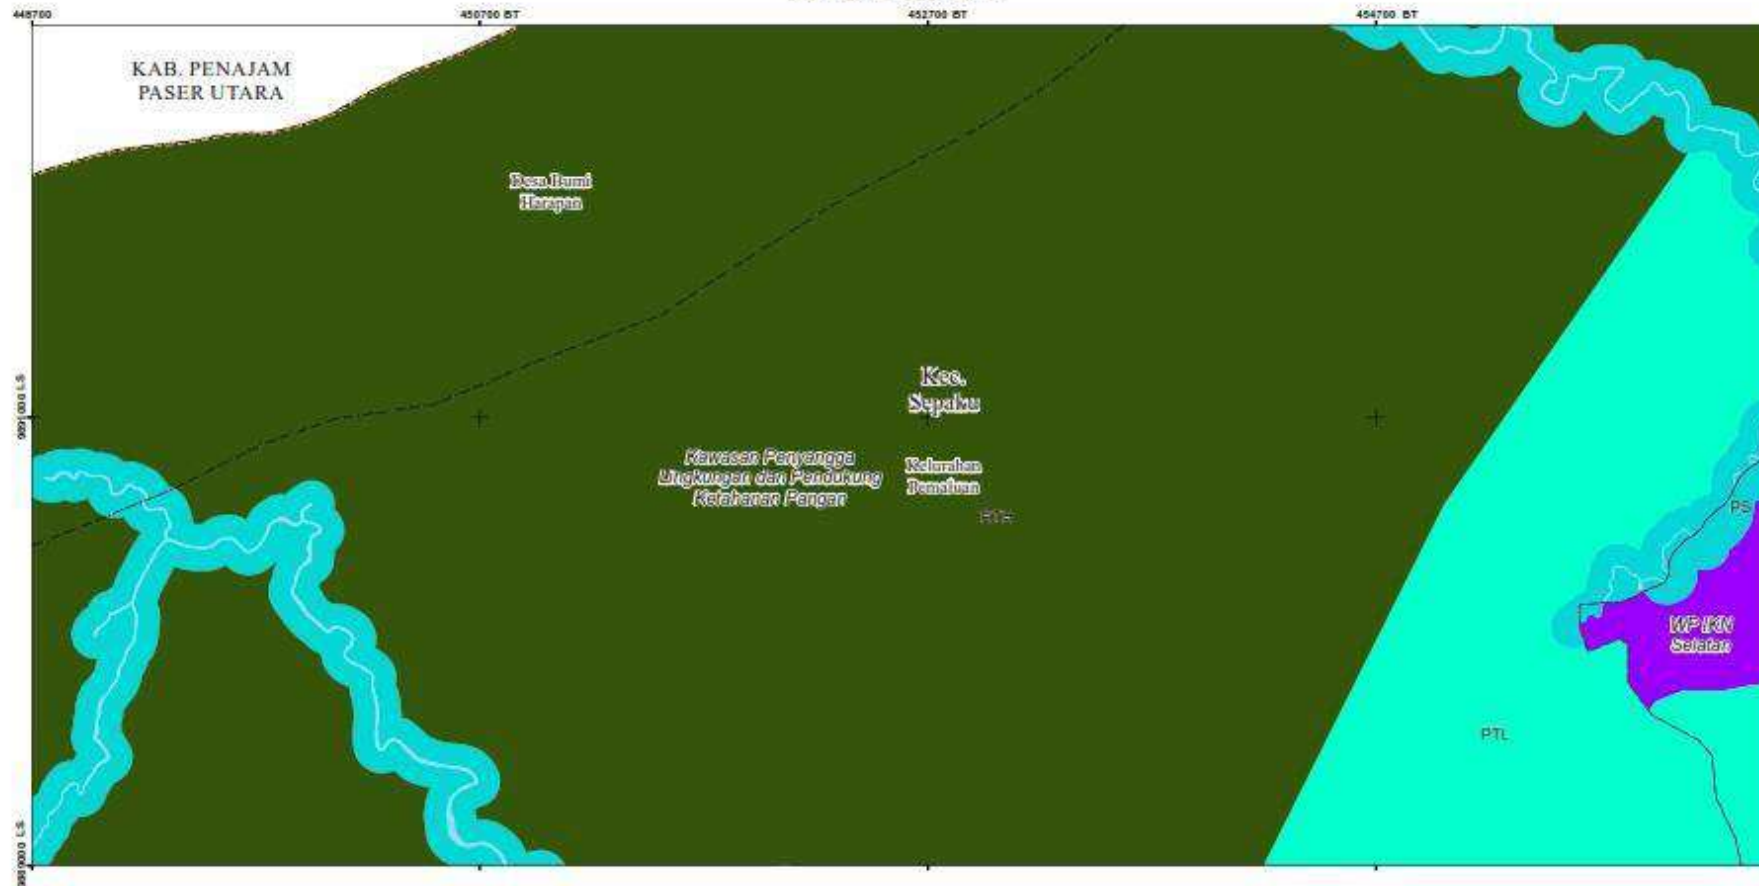 448700
450700 BT
452700 BT
454700 BT
KAB. PENAJAM
PASER UTARA
Desa Bumi
Harapan
Kec.
Sepaku
Kawasan Penyangga
Lingkungan dan Pendukung
Ketahanan Pangan
Kelurahan
Pemaluan
PS
WP IKN
Selatan
PTL